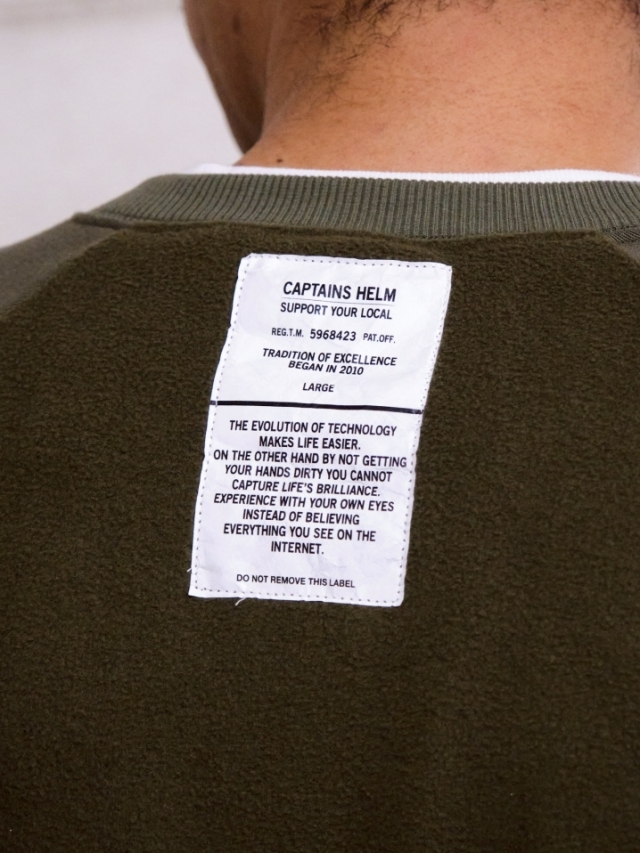 CAPTAINS HELM
SUPPORT YOUR LOCAL
REG.T.M. 5968423 PAT.OFF.
TRADITION OF EXCELLENCE
BEGAN IN 2010
LARGE
THE EVOLUTION OF TECHNOLOGY
MAKES LIFE EASIER.
ON THE OTHER HAND BY NOT GETTING
YOUR HANDS DIRTY YOU CANNOT
CAPTURE LIFE'S BRILLIANCE.
EXPERIENCE WITH YOUR OWN EYES
INSTEAD OF BELIEVING
EVERYTHING YOU SEE ON THE
INTERNET.
DO NOT REMOVE THIS LABEL